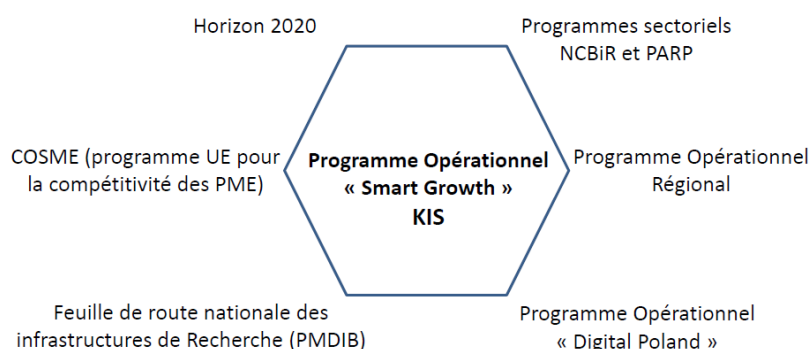 Horizon 2020
Programmes sectoriels
NCBiR et PARP
COSME (programme UE pour
la compétitivité des PME)
Programme Opérationnel
« Smart Growth »
KIS
Programme Opérationnel
Régional
Feuille de route nationale des
infrastructures de Recherche (PMDIB)
Programme Opérationnel
« Digital Poland »